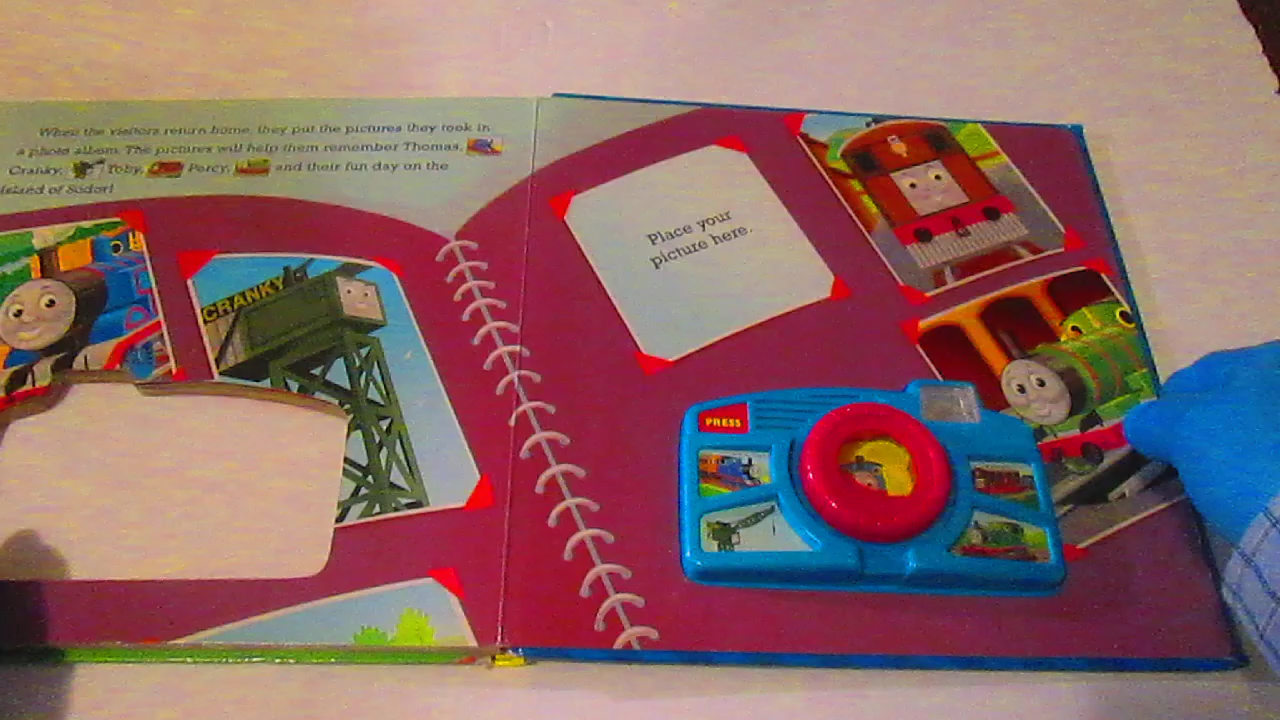 When the visitors return home, they put the pictures they took in
a photo album. The pictures will help them remember Thomas,
Cranky, Toby, Percy, and their fun day on the
Island of Sodor!
CRANKY
Place your
picture here.
PRESS